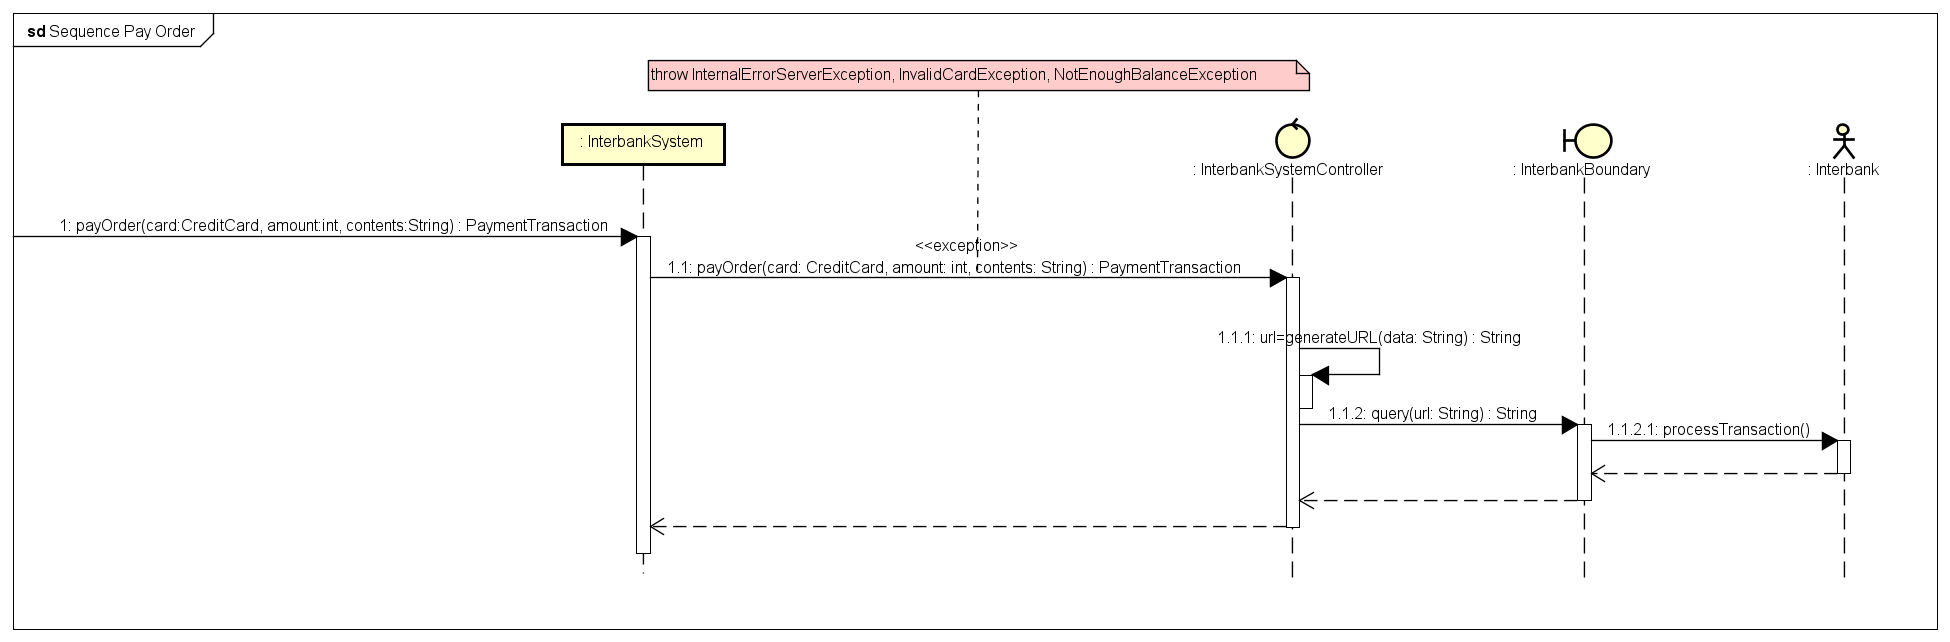 sd Sequence Pay Order
throw InternalErrorServerException, InvalidCardException, NotEnoughBalanceException
: InterbankSystem
: InterbankSystemController
: InterbankBoundary
: Interbank
1: payOrder(card:CreditCard, amount:int, contents:String) : PaymentTransaction
<<exception>>
1.1: payOrder(card: CreditCard, amount: int, contents: String) : PaymentTransaction
1.1.1: url=generateURL(data: String) : String
1.1.2: query(url: String) : String
1.1.2.1: processTransaction()